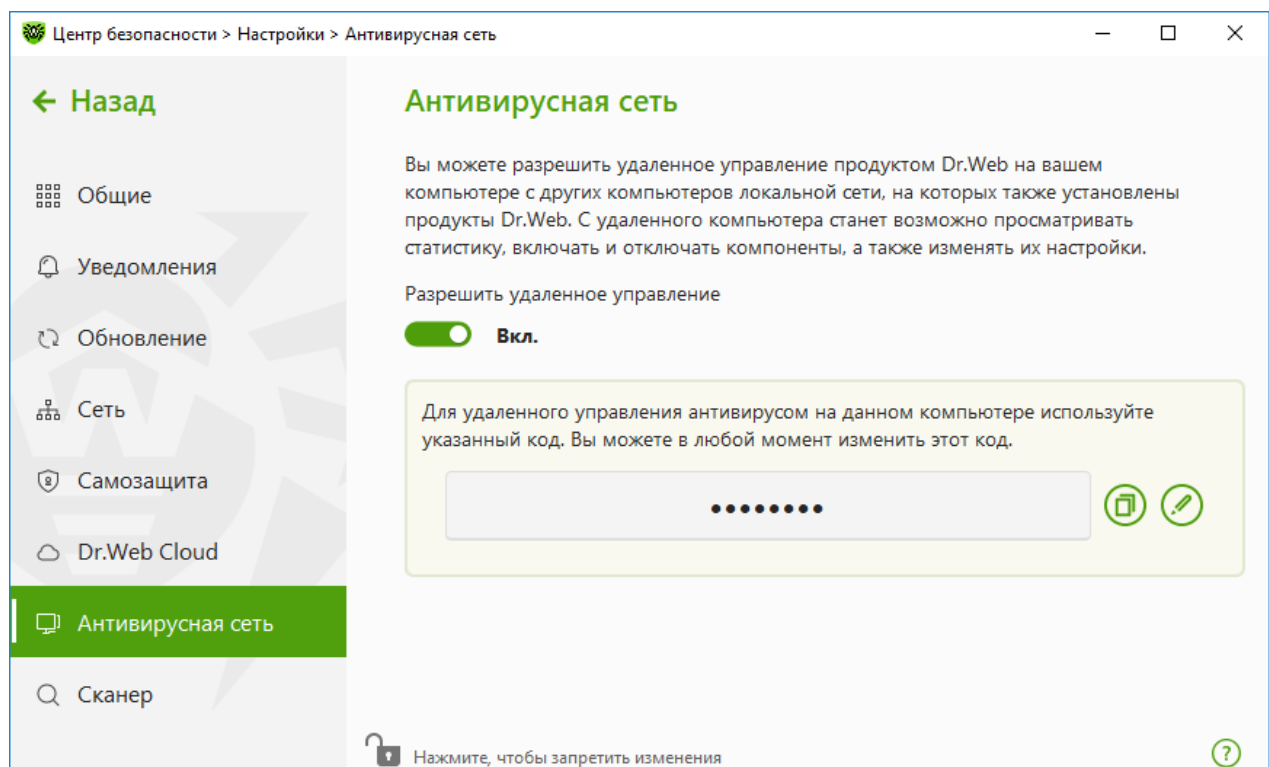 Центр безопасности > Настройки > Антивирусная сеть
Назад
Общие
Уведомления
Обновление
Сеть
Самозащита
Dr.Web Cloud
Антивирусная сеть
Сканер
Антивирусная сеть
Вы можете разрешить удаленное управление продуктом Dr.Web на вашем
компьютере с других компьютеров локальной сети, на которых также установлены
продукты Dr.Web. С удаленного компьютера станет возможно просматривать
статистику, включать и отключать компоненты, а также изменять их настройки.
Разрешить удаленное управление
Вкл.
Для удаленного управления антивирусом на данном компьютере используйте
указанный код. Вы можете в любой момент изменить этот код.
••••••••
Нажмите, чтобы запретить изменения
?